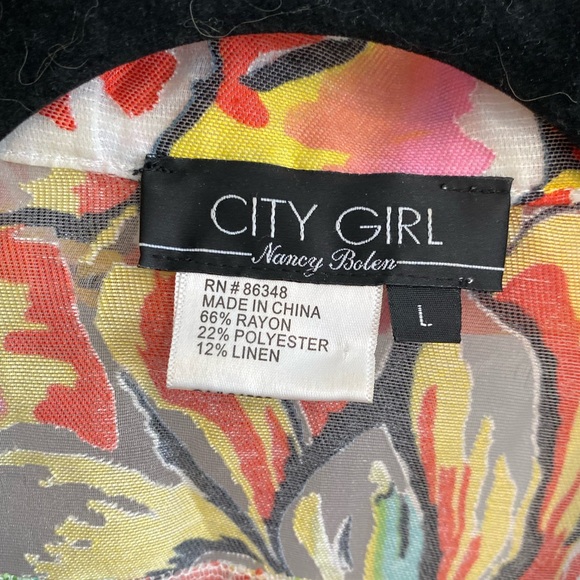 CITY GIRL
Nancy Bolen
RN # 86348
MADE IN CHINA
66% RAYON
22% POLYESTER
12% LINEN
L